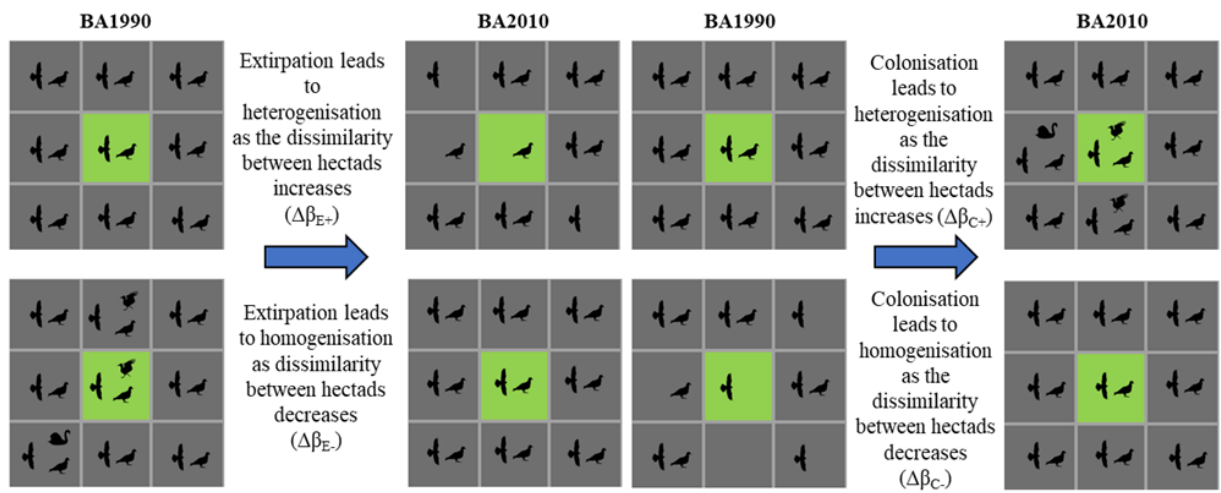 BA1990
BA2010
BA1990
BA2010
Extirpation leads
to
heterogenisation
as the dissimilarity
between hectads
increases
(ΔβE+)
Colonisation
leads to
heterogenisation
as the
dissimilarity
between hectads
increases (ΔβC+)
Extirpation leads
to homogenisation
as dissimilarity
between hectads
decreases
(ΔβE-)
Colonisation
leads to
homogenisation
as the
dissimilarity
between hectads
decreases
(ΔβC-)